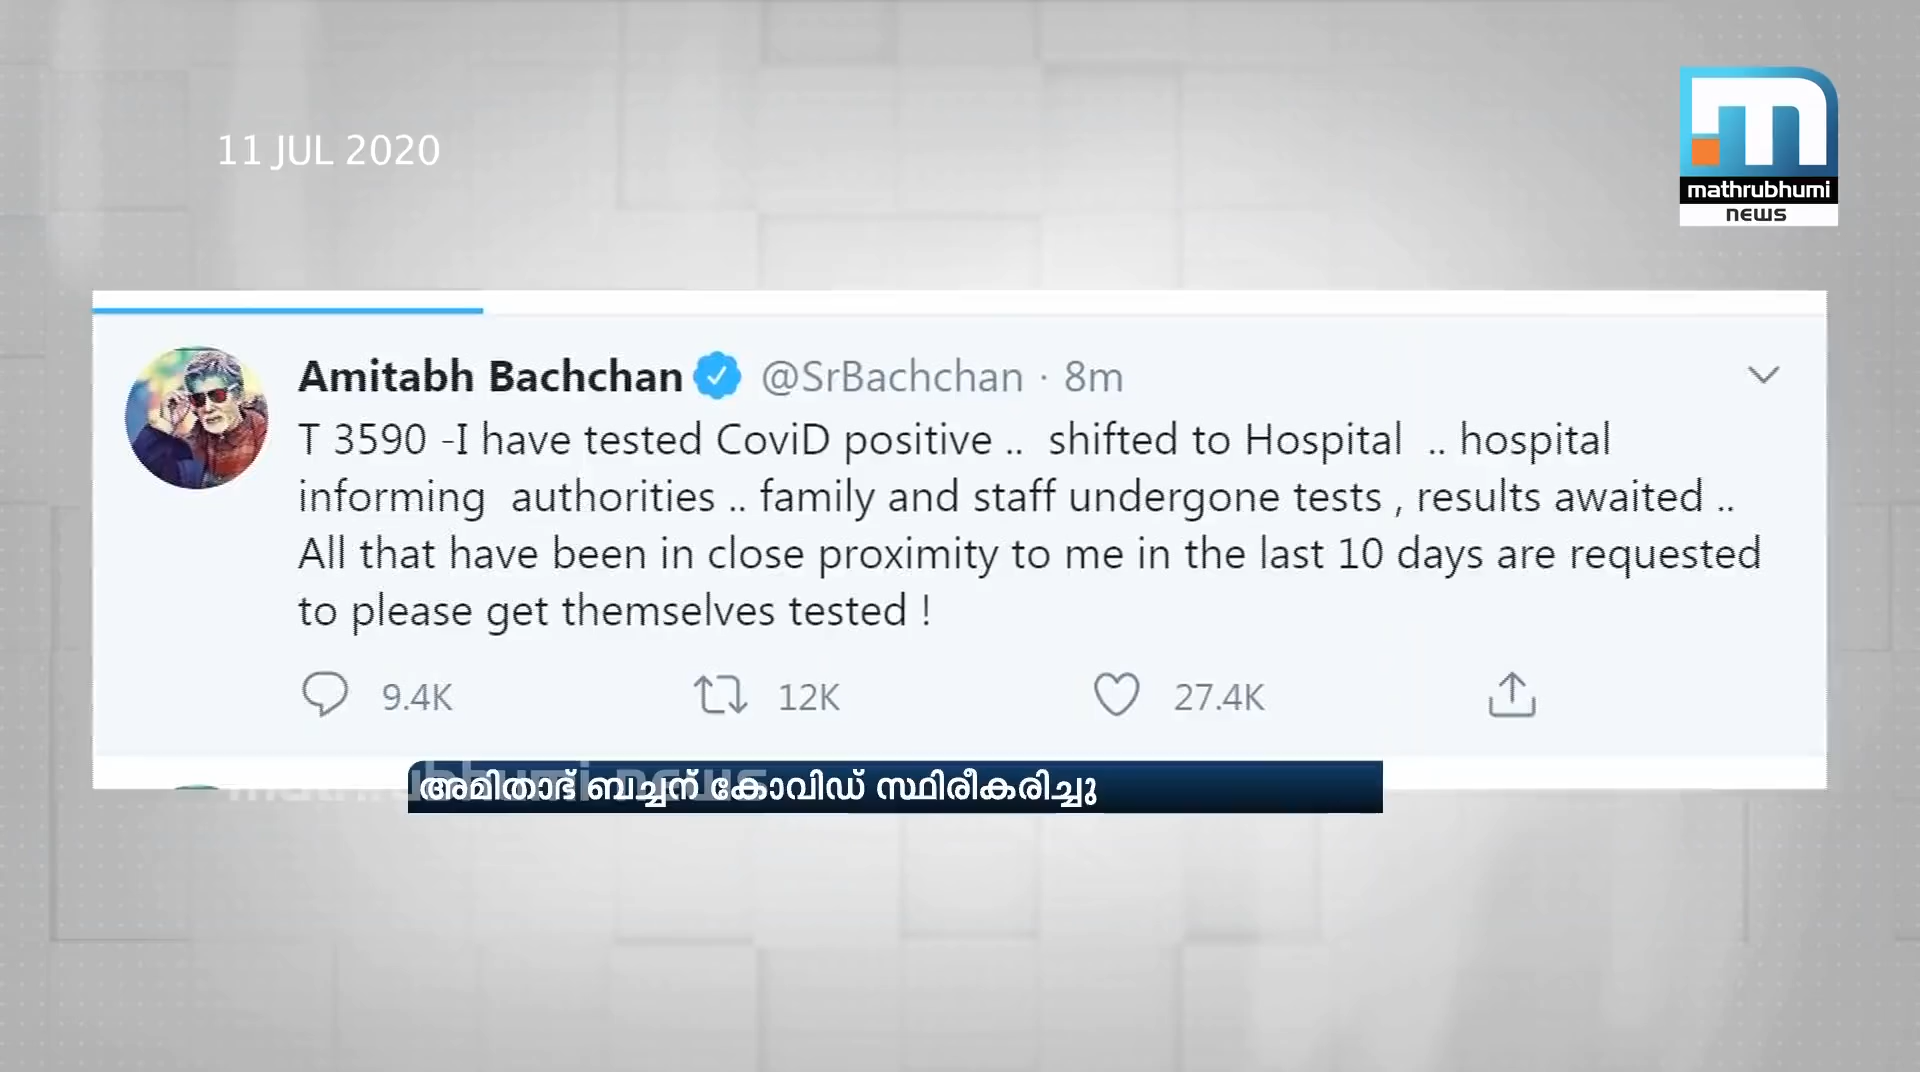 11 JUL 2020
mathrubhumi
news
Amitabh Bachchan @SrBachchan · 8m
T 3590 -I have tested CoviD positive ..  shifted to Hospital  .. hospital
informing  authorities .. family and staff undergone tests , results awaited ..
All that have been in close proximity to me in the last 10 days are requested
to please get themselves tested !
9.4K 12K 27.4K
mathrubhumi news
അമിതാഭ് ബച്ചന് കോവിഡ് സ്ഥിരീകരിച്ചു